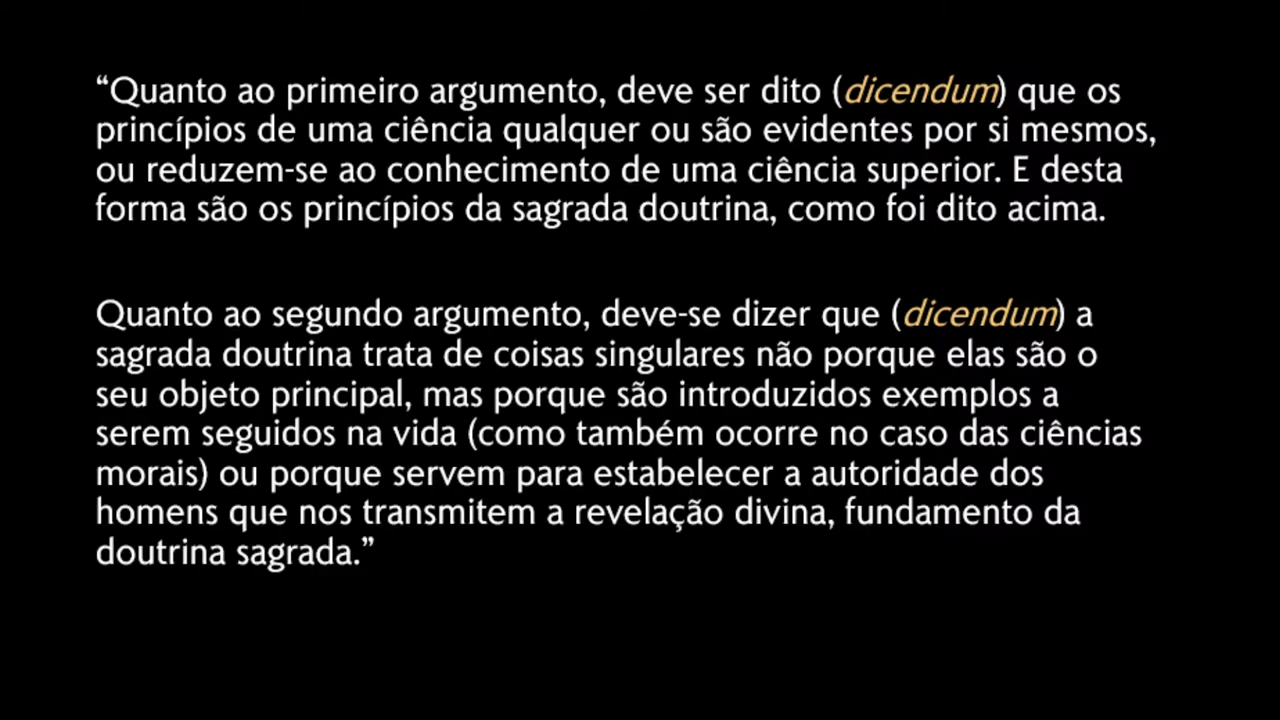 “Quanto ao primeiro argumento, deve ser dito (dicendum) que os
princípios de uma ciência qualquer ou são evidentes por si mesmos,
ou reduzem-se ao conhecimento de uma ciência superior. E desta
forma são os princípios da sagrada doutrina, como foi dito acima.
Quanto ao segundo argumento, deve-se dizer que (dicendum) a
sagrada doutrina trata de coisas singulares não porque elas são o
seu objeto principal, mas porque são introduzidos exemplos a
serem seguidos na vida (como também ocorre no caso das ciências
morais) ou porque servem para estabelecer a autoridade dos
homens que nos transmitem a revelação divina, fundamento da
doutrina sagrada.”